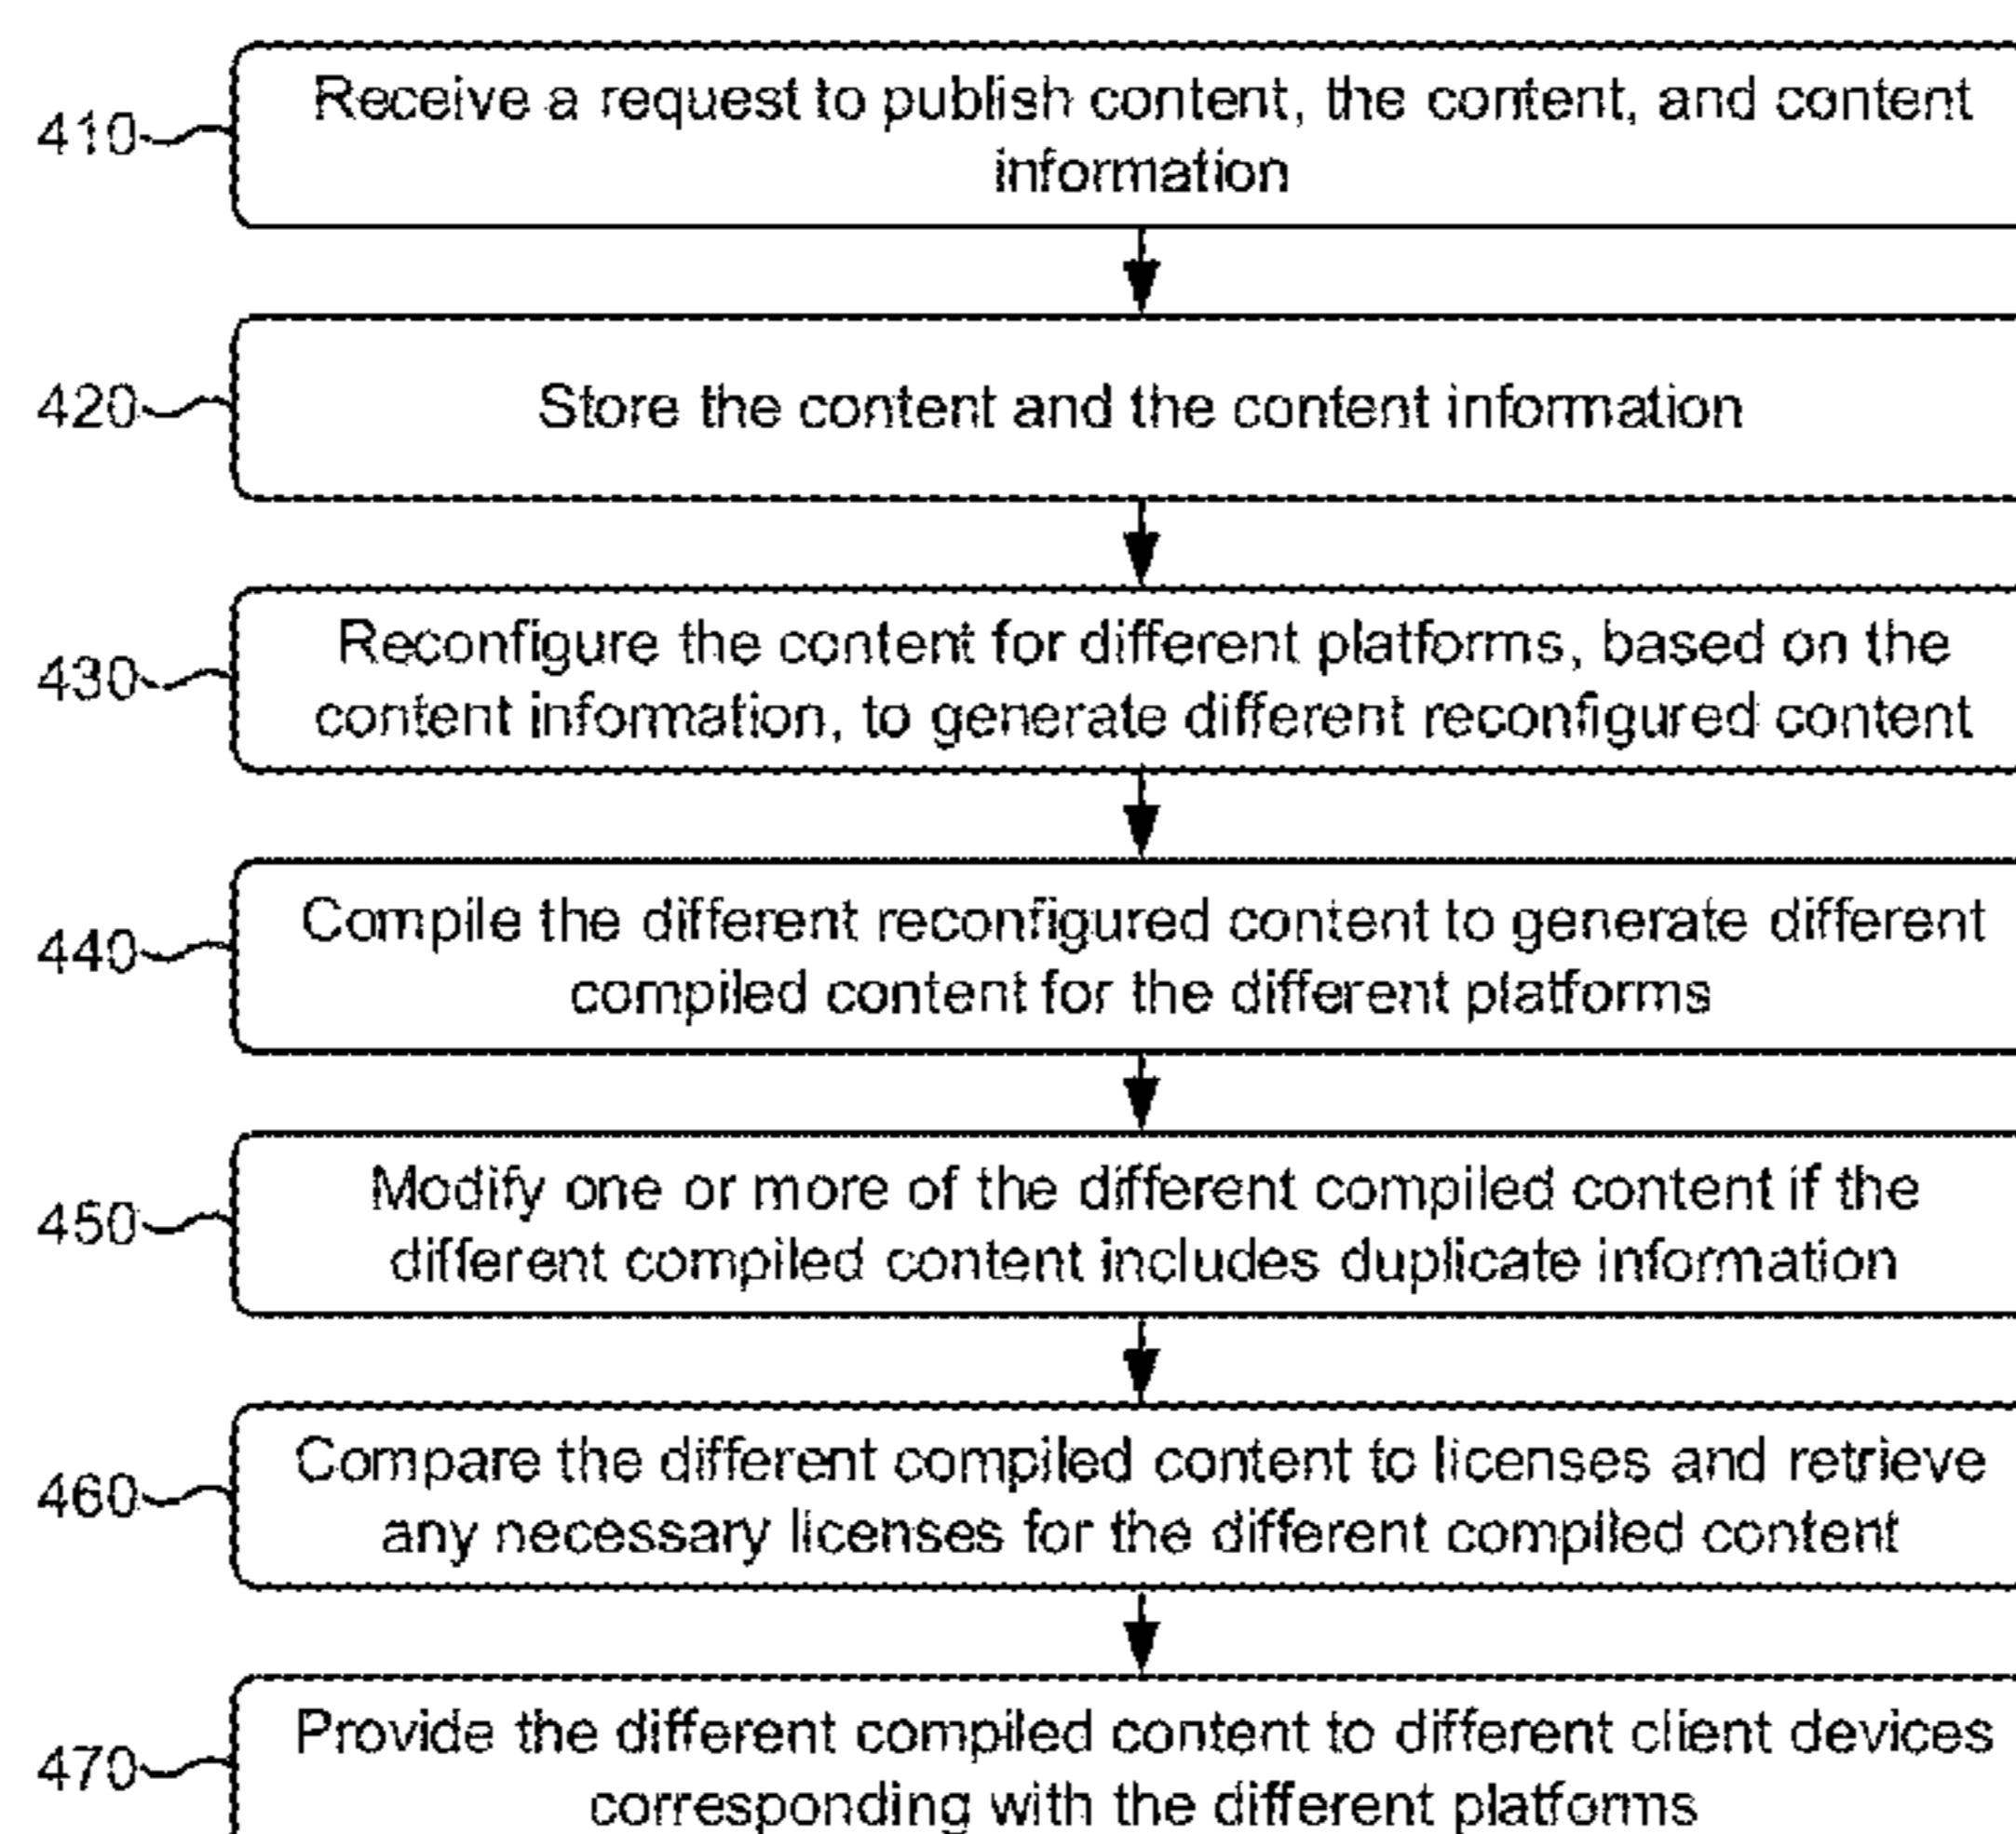 410
Receive a request to publish content, the content, and content
information
420
Store the content and the content information
430
Reconfigure the content for different platforms, based on the
content information, to generate different reconfigured content
440
Compile the different reconfigured content to generate different
compiled content for the different platforms
450
Modify one or more of the different compiled content if the
different compiled content includes duplicate information
460
Compare the different compiled content to licenses and retrieve
any necessary licenses for the different compiled content
470
Provide the different compiled content to different client devices
corresponding with the different platforms